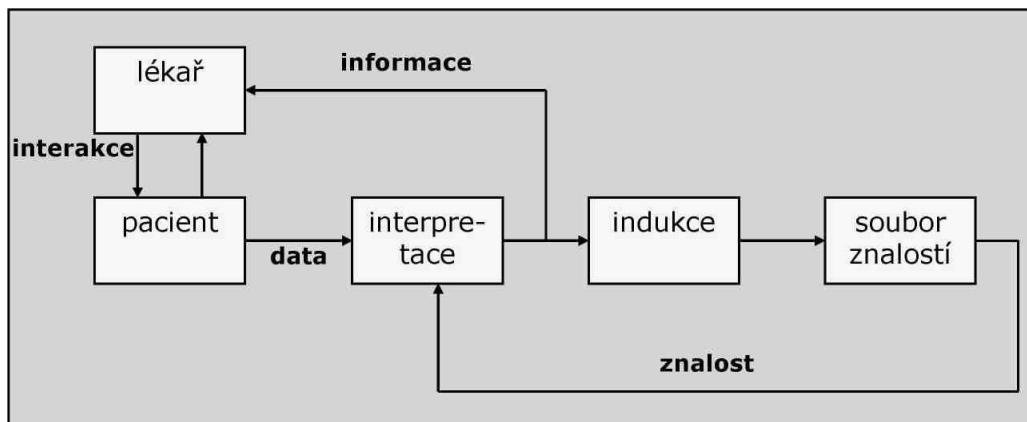 lékař
informace
interakce
pacient
data
interpre-
tace
indukce
soubor
znalostí
znalost